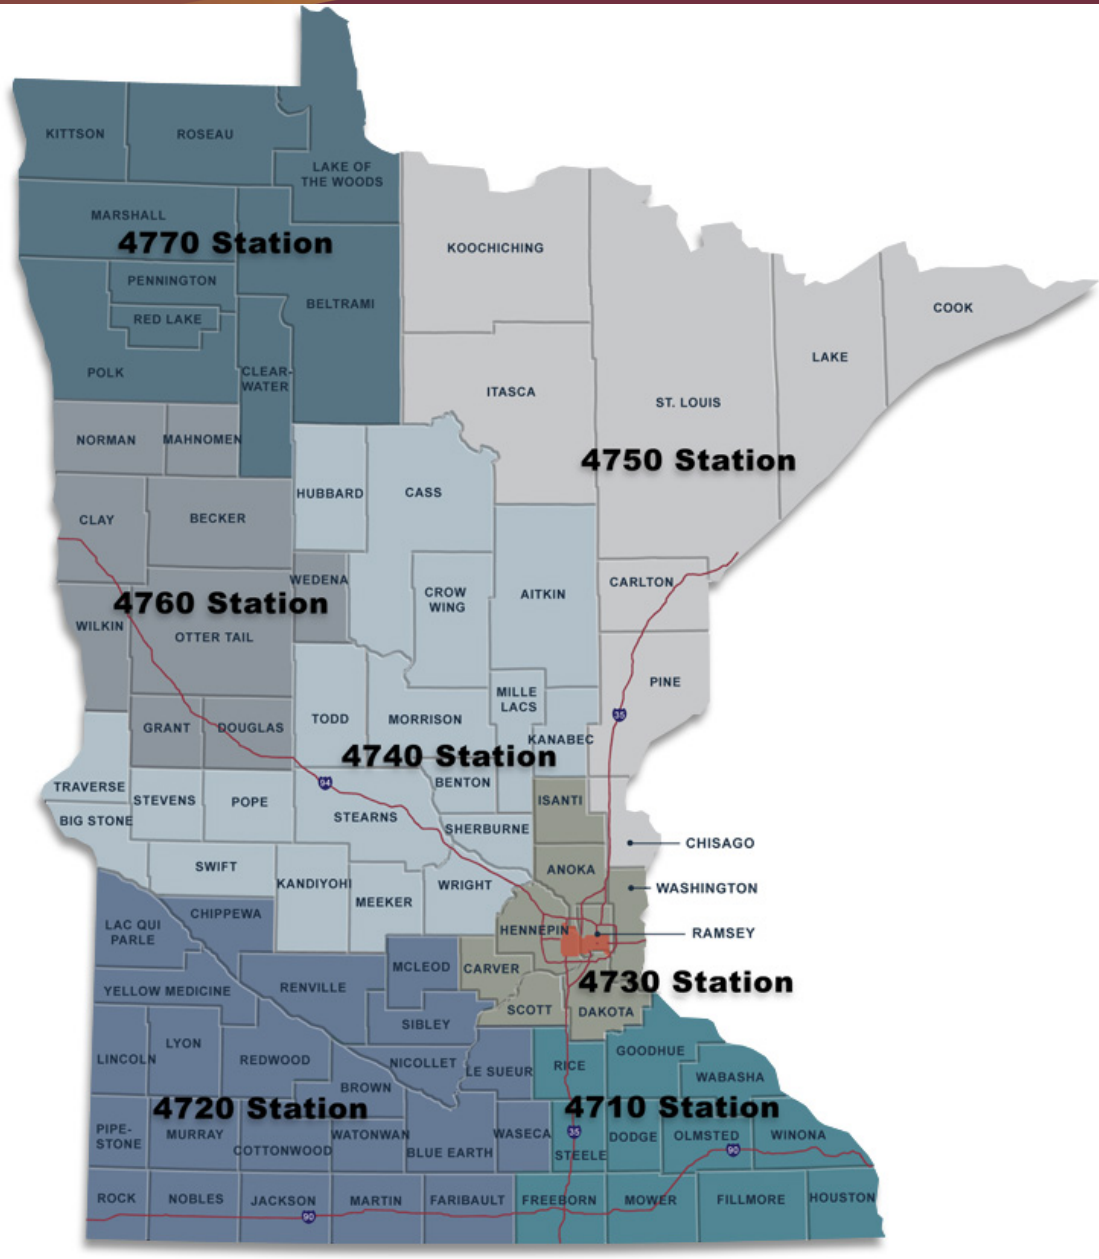 KITTSON
ROSEAU
LAKE OF
THE WOODS
MARSHALL
4770 Station
KOOCHICHING
PENNINGTON
BELTRAMI
RED LAKE
COOK
LAKE
POLK
CLEAR-
WATER
ITASCA
ST. LOUIS
NORMAN
MAHNOMEN
4750 Station
HUBBARD
CASS
CLAY
BECKER
WEDENA
CARLTON
CROW
WING
AITKIN
4760 Station
WILKIN
OTTER TAIL
PINE
MILLE
LACS
35
GRANT
DOUGLAS
TODD
MORRISON
KANABEC
4740 Station
94
BENTON
TRAVERSE
STEVENS
POPE
ISANTI
BIG STONE
STEARNS
SHERBURNE
CHISAGO
SWIFT
ANOKA
KANDIYOHI
WRIGHT
WASHINGTON
MEEKER
CHIPPEWA
LAC QUI
PARLE
HENNEPIN
RAMSEY
MCLEOD
CARVER
4730 Station
YELLOW MEDICINE
RENVILLE
SCOTT
DAKOTA
SIBLEY
LYON
GOODHUE
LINCOLN
REDWOOD
NICOLLET
LE SUEUR
RICE
WABASHA
BROWN
4720 Station
4710 Station
PIPE-
STONE
MURRAY
COTTONWOOD
WATONWAN
BLUE EARTH
WASECA
35
STEELE
DODGE
OLMSTED
WINONA
90
ROCK
NOBLES
JACKSON
MARTIN
FARIBAULT
FREEBORN
MOWER
FILLMORE
HOUSTON
90